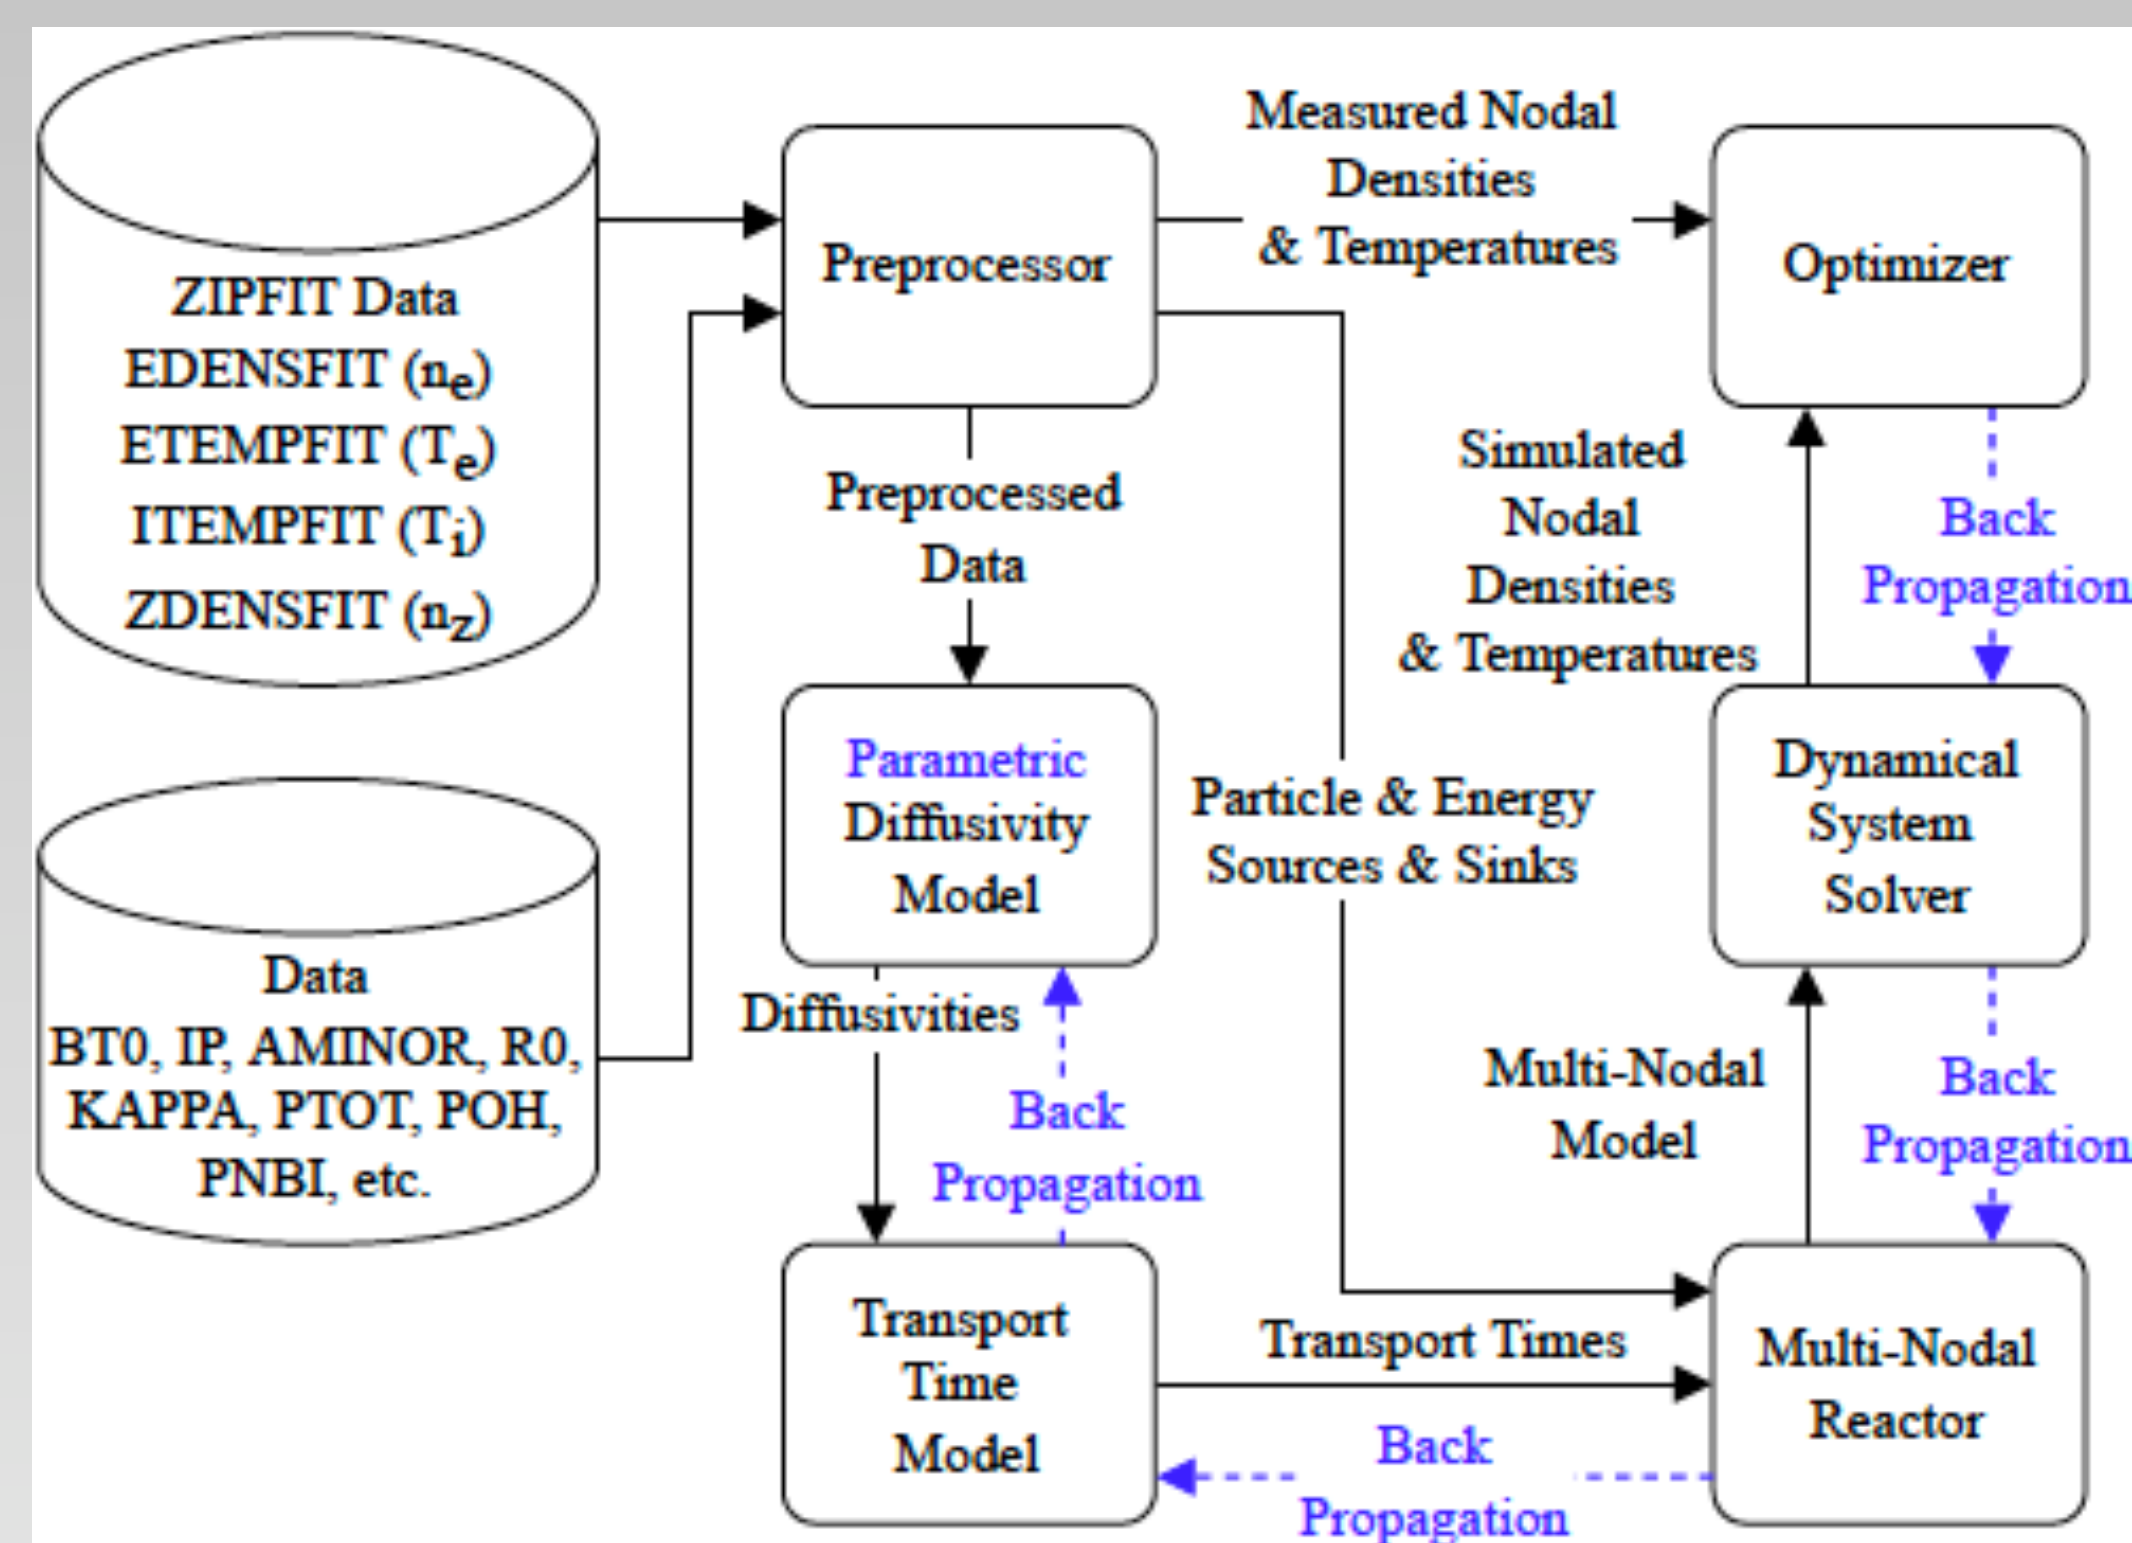 ZIPFIT Data
EDENSFIT (ne)
ETEMPFIT (Te)
ITEMPFIT (Ti)
ZDENSFIT (nz)
Data
BT0, IP, AMINOR, R0,
KAPPA, PTOT, POH,
PNBI, etc.
Preprocessor
Measured Nodal
Densities
& Temperatures
Optimizer
Preprocessed
Data
Simulated
Nodal
Densities
& Temperatures
Back
Propagation
Parametric
Diffusivity
Model
Particle & Energy
Sources & Sinks
Dynamical
System
Solver
Diffusivities
Back
Propagation
Multi-Nodal
Model
Back
Propagation
Transport
Time
Model
Transport Times
Back
Propagation
Multi-Nodal
Reactor